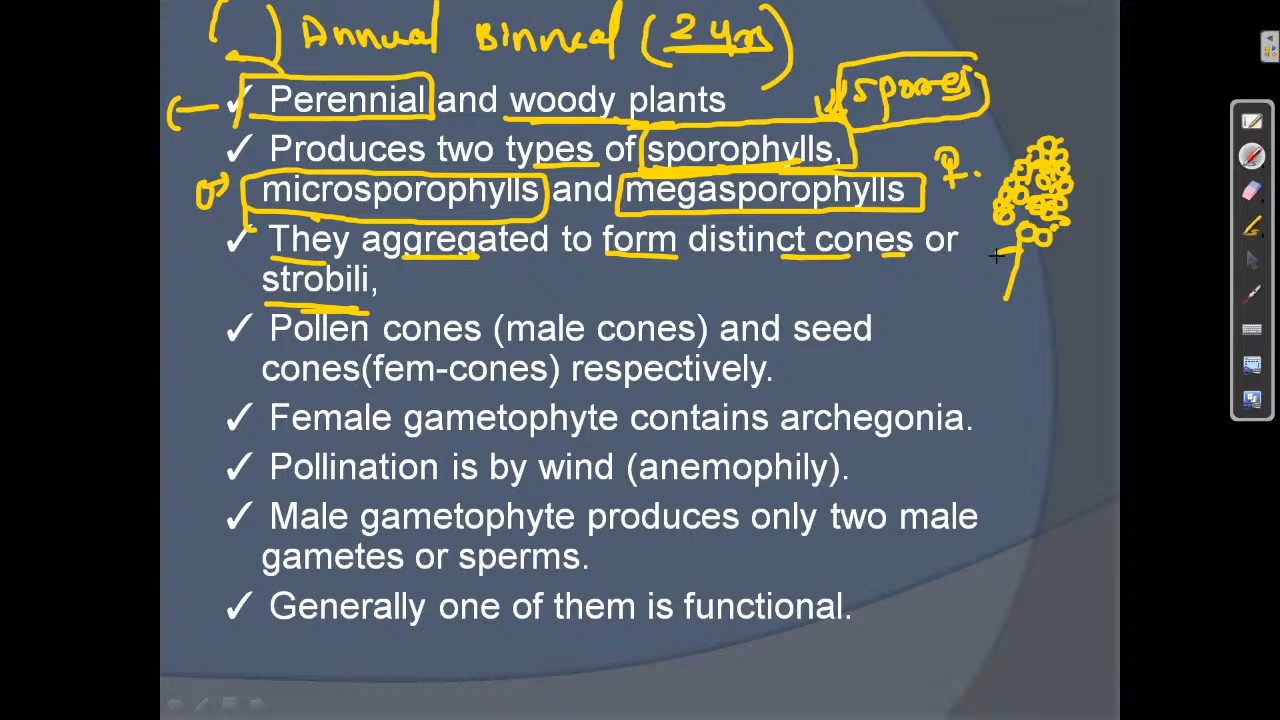 ( ) Annual Binneal (2 yrs)
✓ Perennial and woody plants
spores
✓ Produces two types of sporophylls,
♂ microsporophylls and megasporophylls ♀.
✓ They aggregated to form distinct cones or
strobili,
✓ Pollen cones (male cones) and seed
cones(fem-cones) respectively.
✓ Female gametophyte contains archegonia.
✓ Pollination is by wind (anemophily).
✓ Male gametophyte produces only two male
gametes or sperms.
✓ Generally one of them is functional.